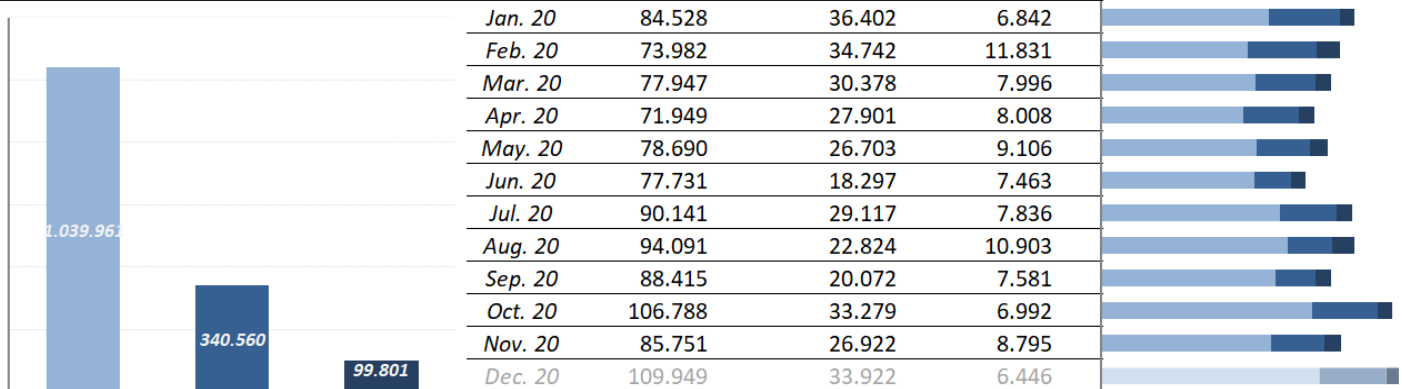 1.039.961
340.560
99.801
Jan. 20 84.528 36.402 6.842
Feb. 20 73.982 34.742 11.831
Mar. 20 77.947 30.378 7.996
Apr. 20 71.949 27.901 8.008
May. 20 78.690 26.703 9.106
Jun. 20 77.731 18.297 7.463
Jul. 20 90.141 29.117 7.836
Aug. 20 94.091 22.824 10.903
Sep. 20 88.415 20.072 7.581
Oct. 20 106.788 33.279 6.992
Nov. 20 85.751 26.922 8.795
Dec. 20 109.949 33.922 6.446